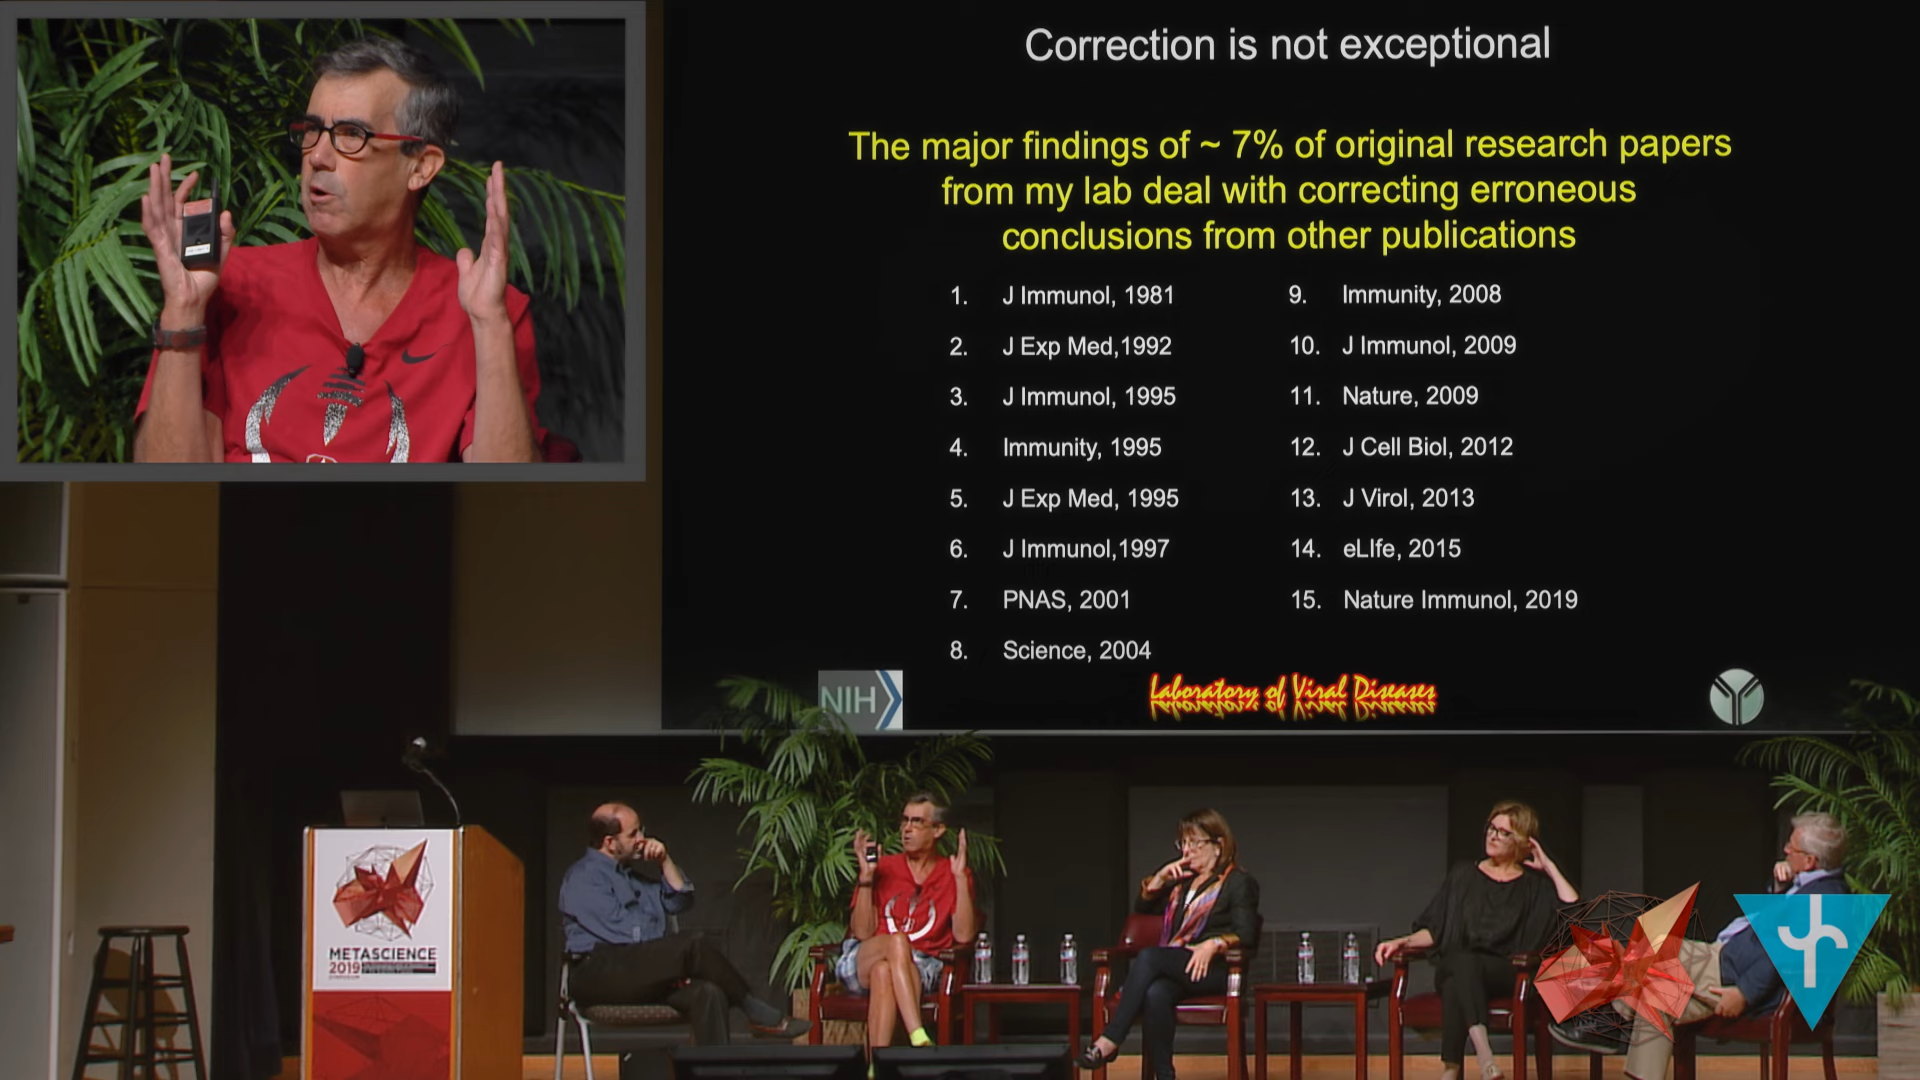 Correction is not exceptional
The major findings of ~ 7% of original research papers
from my lab deal with correcting erroneous
conclusions from other publications
1. J Immunol, 1981
2. J Exp Med,1992
3. J Immunol, 1995
4. Immunity, 1995
5. J Exp Med, 1995
6. J Immunol,1997
7. PNAS, 2001
8. Science, 2004
9. Immunity, 2008
10. J Immunol, 2009
11. Nature, 2009
12. J Cell Biol, 2012
13. J Virol, 2013
14. eLIfe, 2015
15. Nature Immunol, 2019
NIH
Laboratory of Viral Diseases
METASCIENCE
2019
SYMPOSIUM